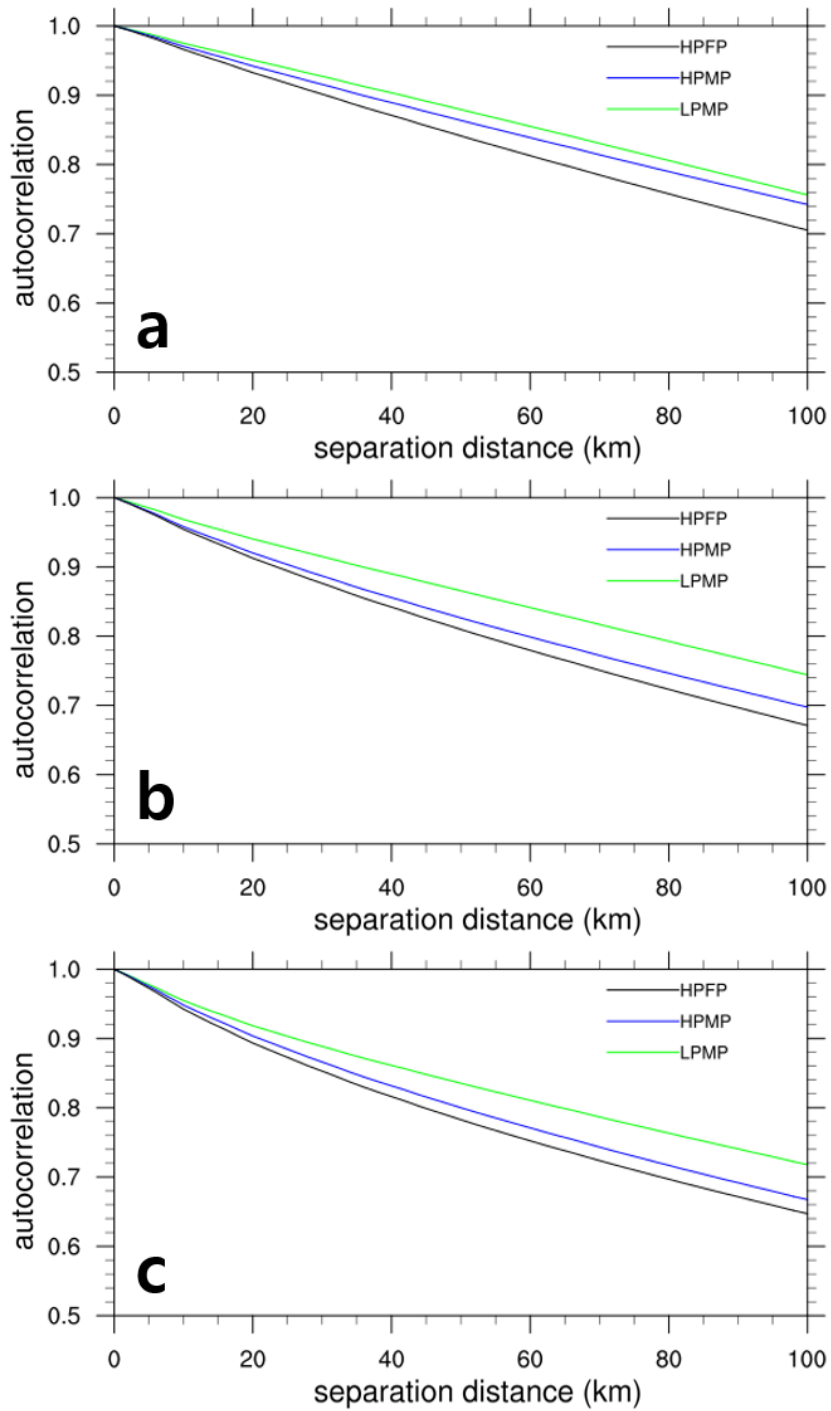 1.0
0.9
0.8
0.7
0.6
0.5
autocorrelation
HPFP
HPMP
LPMP
a
0 20 40 60 80 100
separation distance (km)
1.0
0.9
0.8
0.7
0.6
0.5
autocorrelation
HPFP
HPMP
LPMP
b
0 20 40 60 80 100
separation distance (km)
1.0
0.9
0.8
0.7
0.6
0.5
autocorrelation
HPFP
HPMP
LPMP
c
0 20 40 60 80 100
separation distance (km)